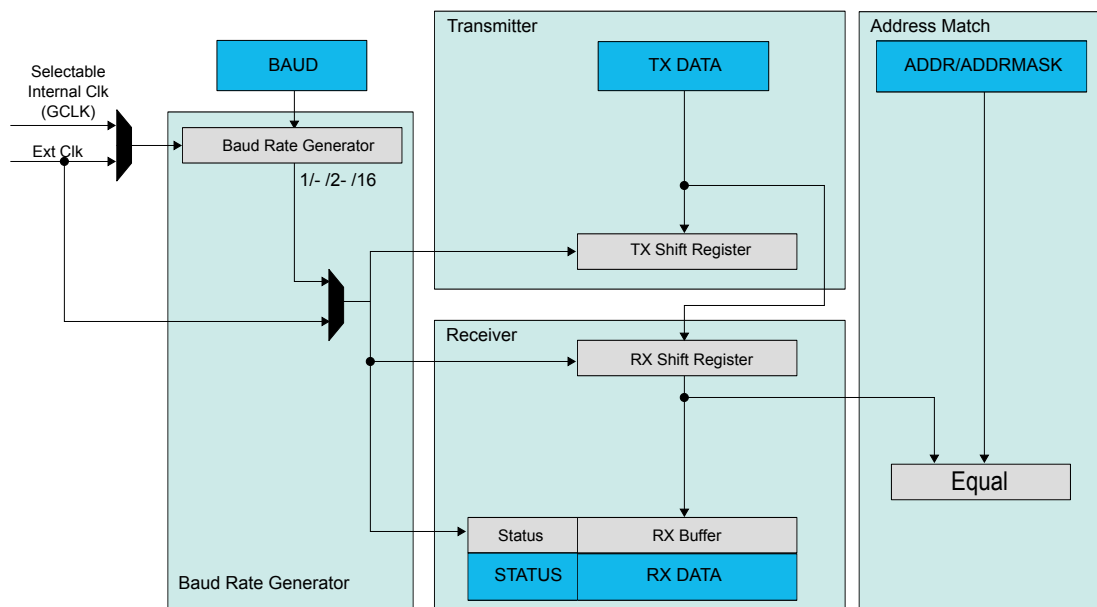 Transmitter
Address Match
BAUD
TX DATA
ADDR/ADDRMASK
Selectable
Internal Clk
(GCLK)
Ext Clk
Baud Rate Generator
1/- /2- /16
TX Shift Register
Receiver
RX Shift Register
Equal
Status
RX Buffer
STATUS
RX DATA
Baud Rate Generator